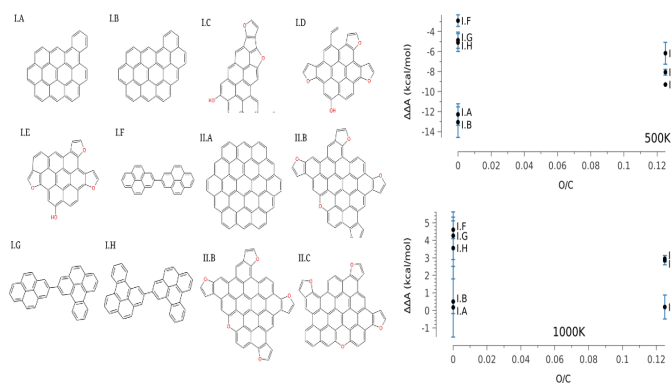 I.A
I.B
I.C
I.D
O
O
HO
O
O
O
OH
I.E
I.F
II.A
II.B
O
O
O
HO
O
O
O
I.G
I.H
II.B
II.C
O
O
O
O
O
O
O
O
ΔΔA (kcal/mol)
-4
-6
-8
-10
-12
-14
I.F
I.G
I.H
I.A
I.B
500K
0
0.02
0.04
0.06
0.08
0.1
0.12
O/C
ΔΔA (kcal/mol)
5
4
3
2
1
0
-1
I.F
I.G
I.H
I.B
I.A
1000K
0
0.02
0.04
0.06
0.08
0.1
0.12
O/C